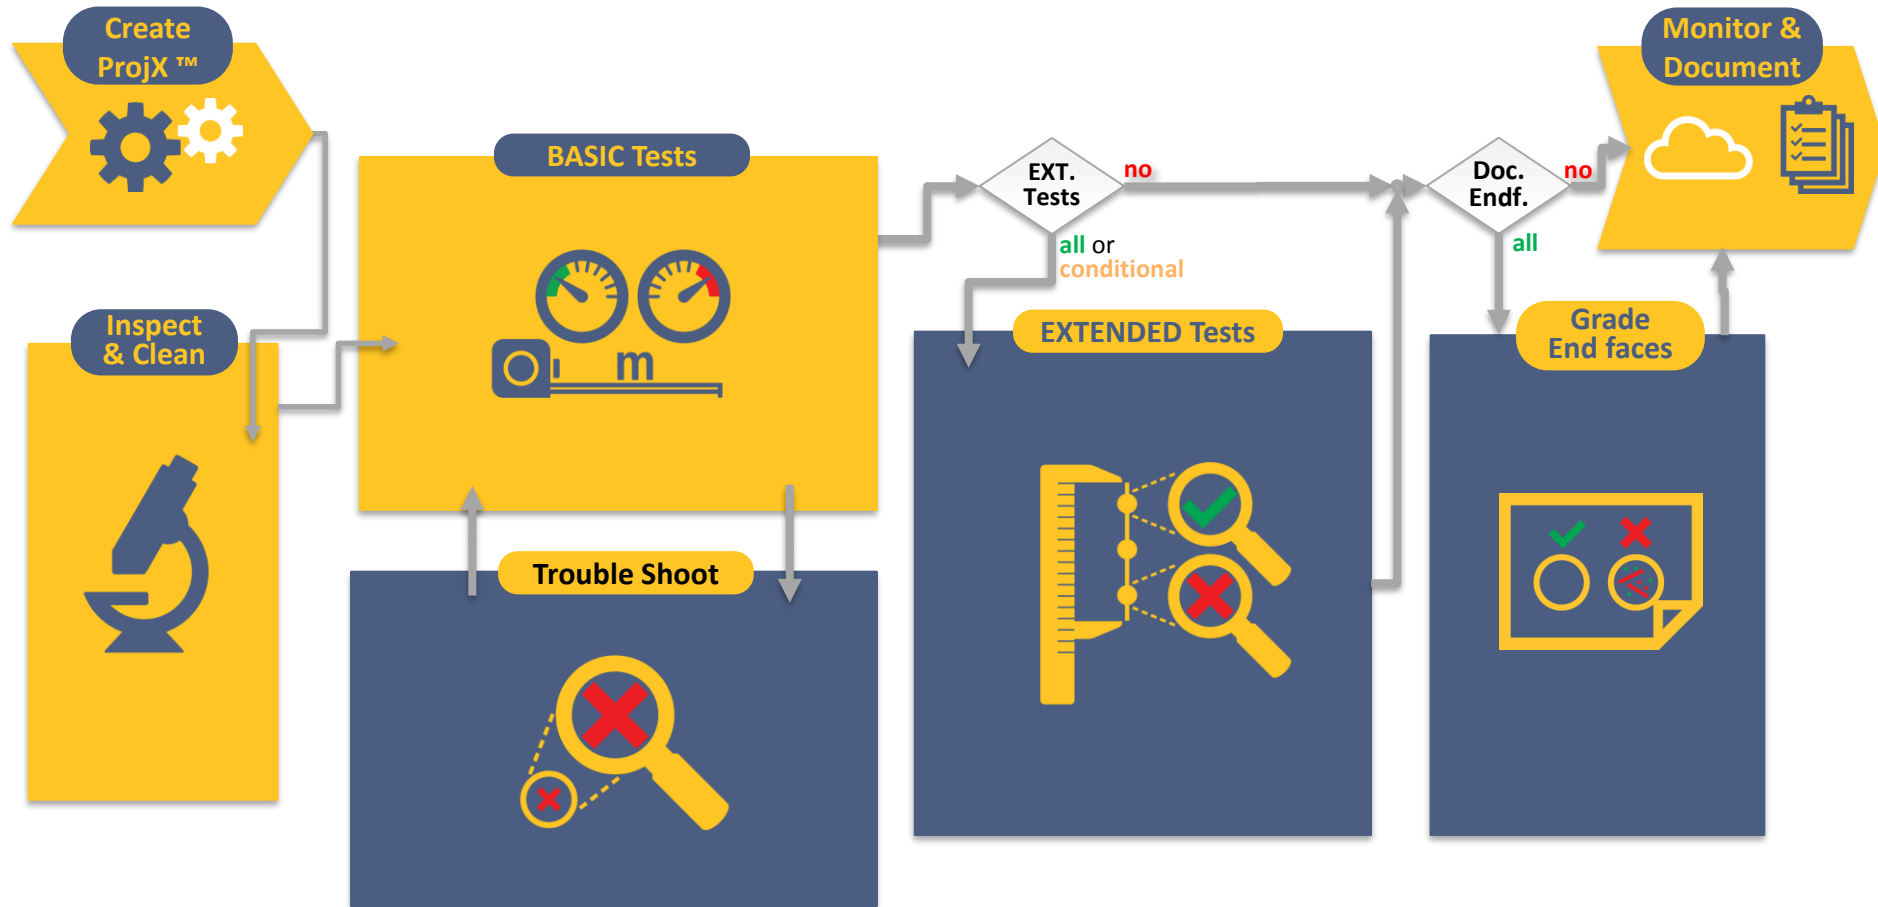 Create
ProjX ™
Inspect
& Clean
BASIC Tests
m
Trouble Shoot
EXT.
Tests
no
all or
conditional
EXTENDED Tests
Doc.
Endf.
no
all
Grade
End faces
Monitor &
Document